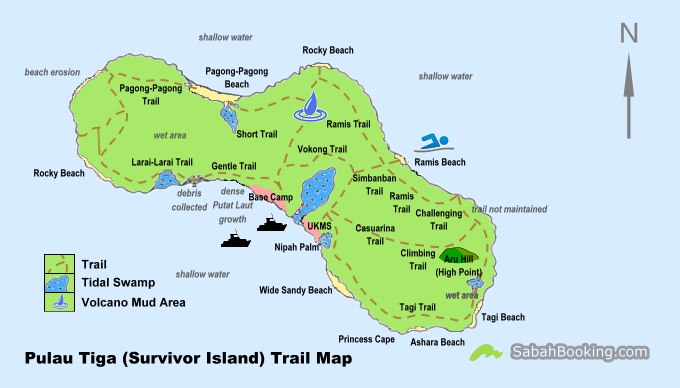 shallow water
N
Rocky Beach
Pagong-Pagong
Beach
beach erosion
shallow water
Pagong-Pagong
Trail
Ramis Trail
Short Trail
wet area
Vokong Trail
Ramis Beach
Larai-Larai Trail
Gentle Trail
Rocky Beach
Simbanban
Trail
debris
collected
dense
Putat Laut
growth
Base Camp
Ramis
Trail
Challenging
Trail
trail not maintained
UKMS
Casuarina
Trail
Nipah Palm
Climbing
Trail
Aru Hill
(High Point)
shallow water
Trail
Tidal Swamp
Volcano Mud Area
Wide Sandy Beach
wet area
Tagi Trail
Tagi Beach
Princess Cape
Ashara Beach
Pulau Tiga (Survivor Island) Trail Map
SabahBooking.com